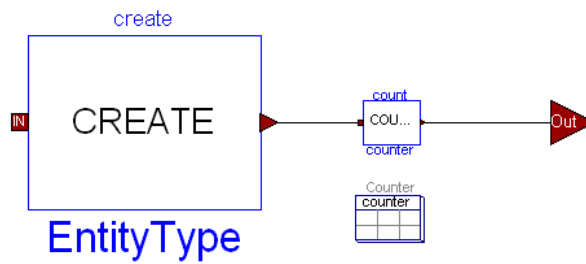 create
IN
CREATE
EntityType
count
COU...
counter
Out
Counter
counter